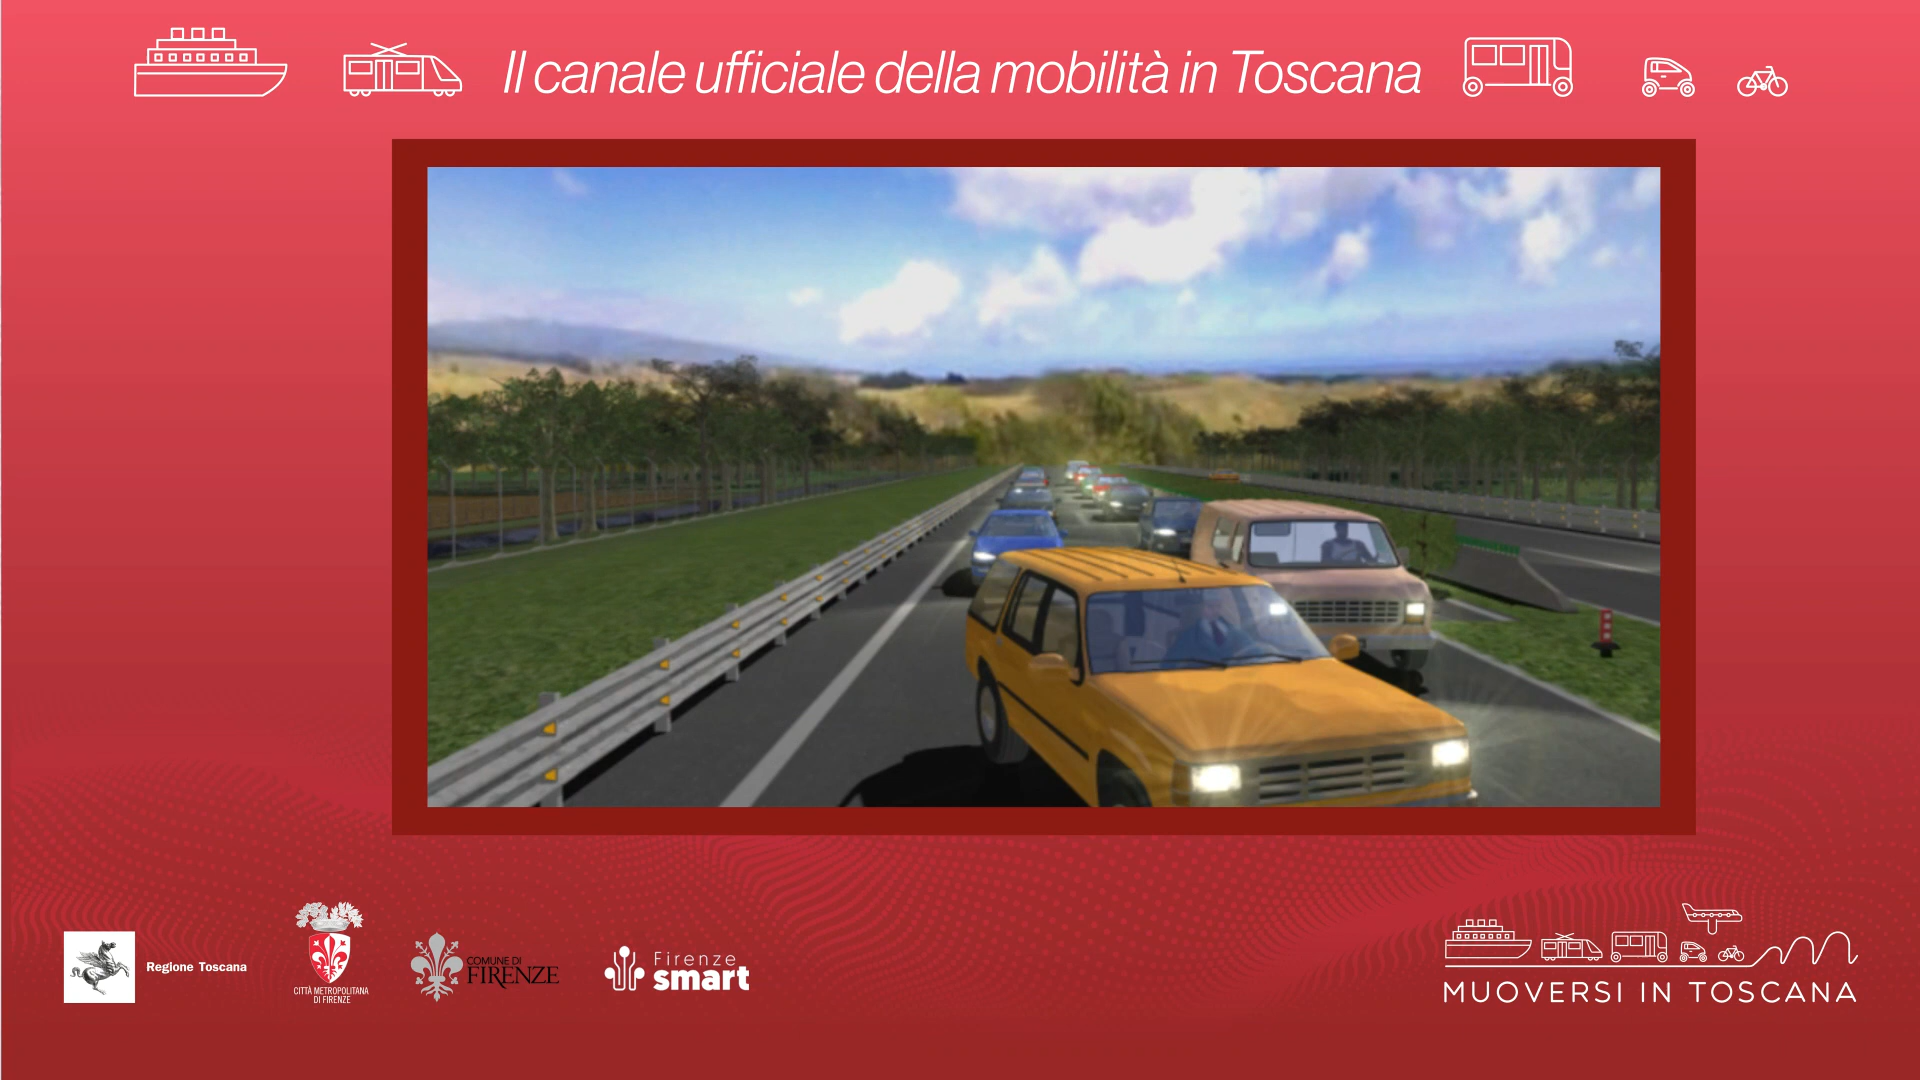 Il canale ufficiale della mobilità in Toscana
Regione Toscana
CITTÀ METROPOLITANA
DI FIRENZE
COMUNE DI
FIRENZE
Firenze
smart
MUOVERSI IN TOSCANA